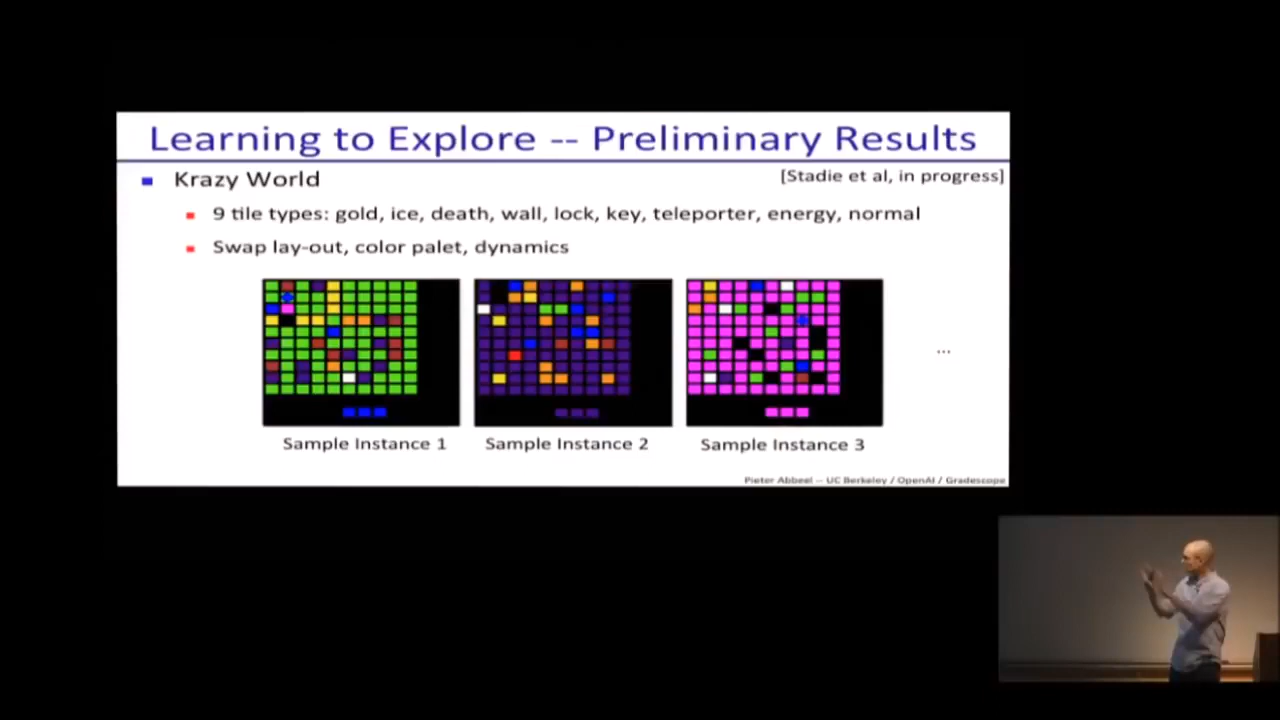 Learning to Explore -- Preliminary Results
Krazy World
[Stadie et al, in progress]
9 tile types: gold, ice, death, wall, lock, key, teleporter, energy, normal
Swap lay-out, color palet, dynamics
...
Sample Instance 1
Sample Instance 2
Sample Instance 3
Pieter Abbeel -- UC Berkeley / OpenAI / Gradescope